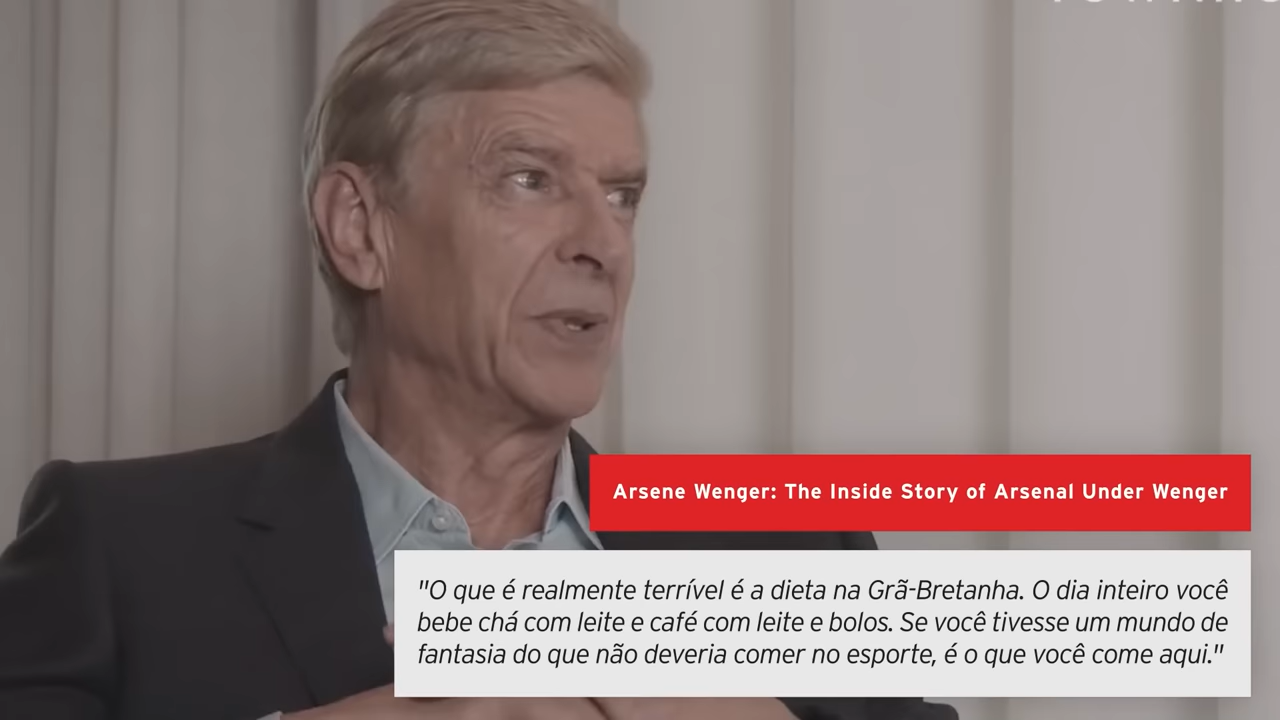 Arsene Wenger: The Inside Story of Arsenal Under Wenger
"O que é realmente terrível é a dieta na Grã-Bretanha. O dia inteiro você
bebe chá com leite e café com leite e bolos. Se você tivesse um mundo de
fantasia do que não deveria comer no esporte, é o que você come aqui."